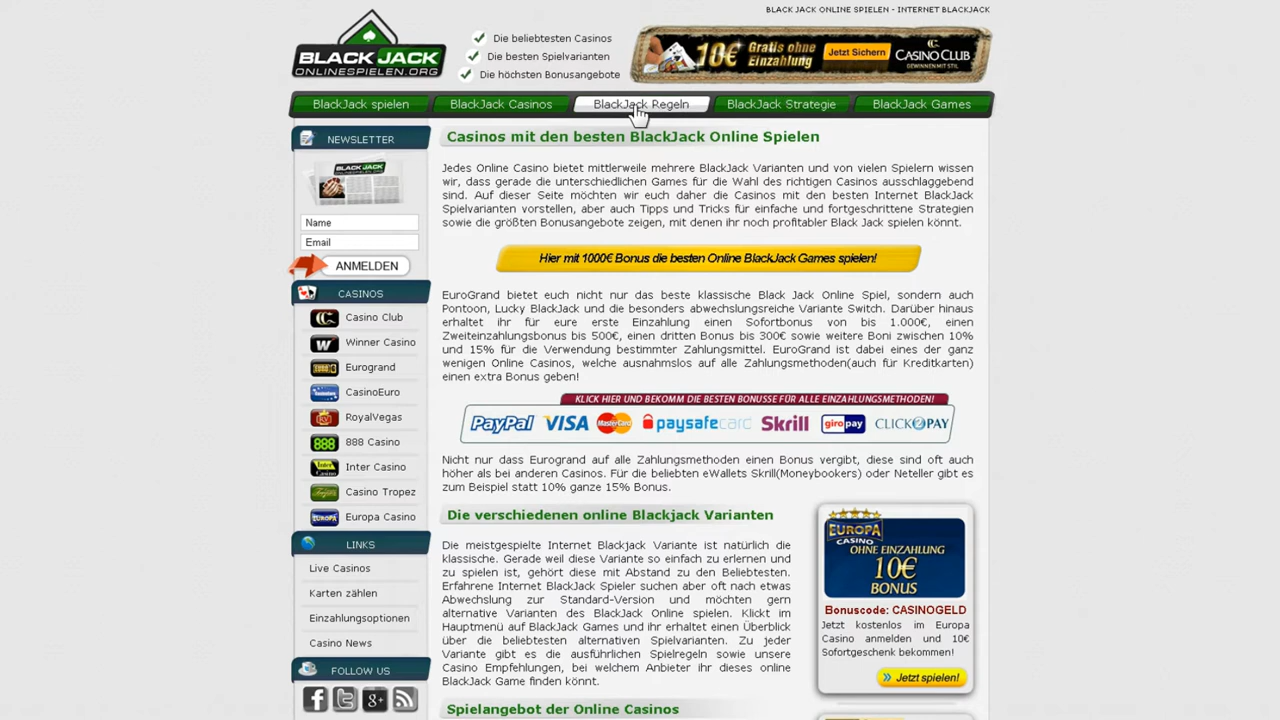 BLACK JACK ONLINE SPIELEN - INTERNET BLACKJACK
BLACK JACK
ONLINESPIELEN.ORG
Die beliebtesten Casinos
Die besten Spielvarianten
Die höchsten Bonusangebote
10€ Gratis ohne Einzahlung
Jetzt Sichern
CASINO CLUB
GEWINNEN MIT STIL
BlackJack spielen
BlackJack Casinos
BlackJack Regeln
BlackJack Strategie
BlackJack Games
NEWSLETTER
BLACK JACK
Name
Email
ANMELDEN
CASINOS
Casino Club
Winner Casino
Eurogrand
CasinoEuro
RoyalVegas
888 Casino
Inter Casino
Casino Tropez
Europa Casino
LINKS
Live Casinos
Karten zählen
Einzahlungsoptionen
Casino News
FOLLOW US
Casinos mit den besten BlackJack Online Spielen
Jedes Online Casino bietet mittlerweile mehrere BlackJack Varianten und von vielen Spielern wissen
wir, dass gerade die unterschiedlichen Games für die Wahl des richtigen Casinos ausschlaggebend
sind. Auf dieser Seite möchten wir euch daher die Casinos mit den besten Internet BlackJack
Spielvarianten vorstellen, aber auch Tipps und Tricks für einfache und fortgeschrittene Strategien
sowie die größten Bonusangebote zeigen, mit denen ihr noch profitabler Black Jack spielen könnt.
Hier mit 1000€ Bonus die besten Online BlackJack Games spielen!
EuroGrand bietet euch nicht nur das beste klassische Black Jack Online Spiel, sondern auch
Pontoon, Lucky BlackJack und die besonders abwechslungsreiche Variante Switch. Darüber hinaus
erhaltet ihr für eure erste Einzahlung einen Sofortbonus von bis 1.000€, einen
Zweiteinzahlungsbonus bis 500€, einen dritten Bonus bis 300€ sowie weitere Boni zwischen 10%
und 15% für die Verwendung bestimmter Zahlungsmittel. EuroGrand ist dabei eines der ganz
wenigen Online Casinos, welche ausnahmslos auf alle Zahlungsmethoden(auch für Kreditkarten)
einen extra Bonus geben!
KLICK HIER UND BEKOMM DIE BESTEN BONUSSE FÜR ALLE EINZAHLUNGSMETHODEN!
PayPal VISA MasterCard paysafecard Skrill giropay CLICK2PAY
Nicht nur dass Eurogrand auf alle Zahlungsmethoden einen Bonus vergibt, diese sind oft auch
höher als bei anderen Casinos. Für die beliebten eWallets Skrill(Moneybookers) oder Neteller gibt es
zum Beispiel statt 10% ganze 15% Bonus.
Die verschiedenen online Blackjack Varianten
Die meistgespielte Internet Blackjack Variante ist natürlich die
klassische. Gerade weil diese Variante so einfach zu erlernen und
zu spielen ist, gehört diese mit Abstand zu den Beliebtesten.
Erfahrene Internet BlackJack Spieler suchen aber oft nach etwas
Abwechslung zur Standard-Version und möchten gern
alternative Varianten des BlackJack Online spielen. Klickt im
Hauptmenü auf BlackJack Games und ihr erhaltet einen Überblick
über die beliebtesten alternativen Spielvarianten. Zu jeder
Variante gibt es die ausführlichen Spielregeln sowie unsere
Casino Empfehlungen, bei welchem Anbieter ihr dieses online
BlackJack Game finden könnt.
EUROPA
CASINO
OHNE EINZAHLUNG
10€
BONUS
Bonuscode: CASINOGELD
Jetzt kostenlos im Europa
Casino anmelden und 10€
Sofortgeschenk bekommen!
Jetzt spielen!
Spielangebot der Online Casinos